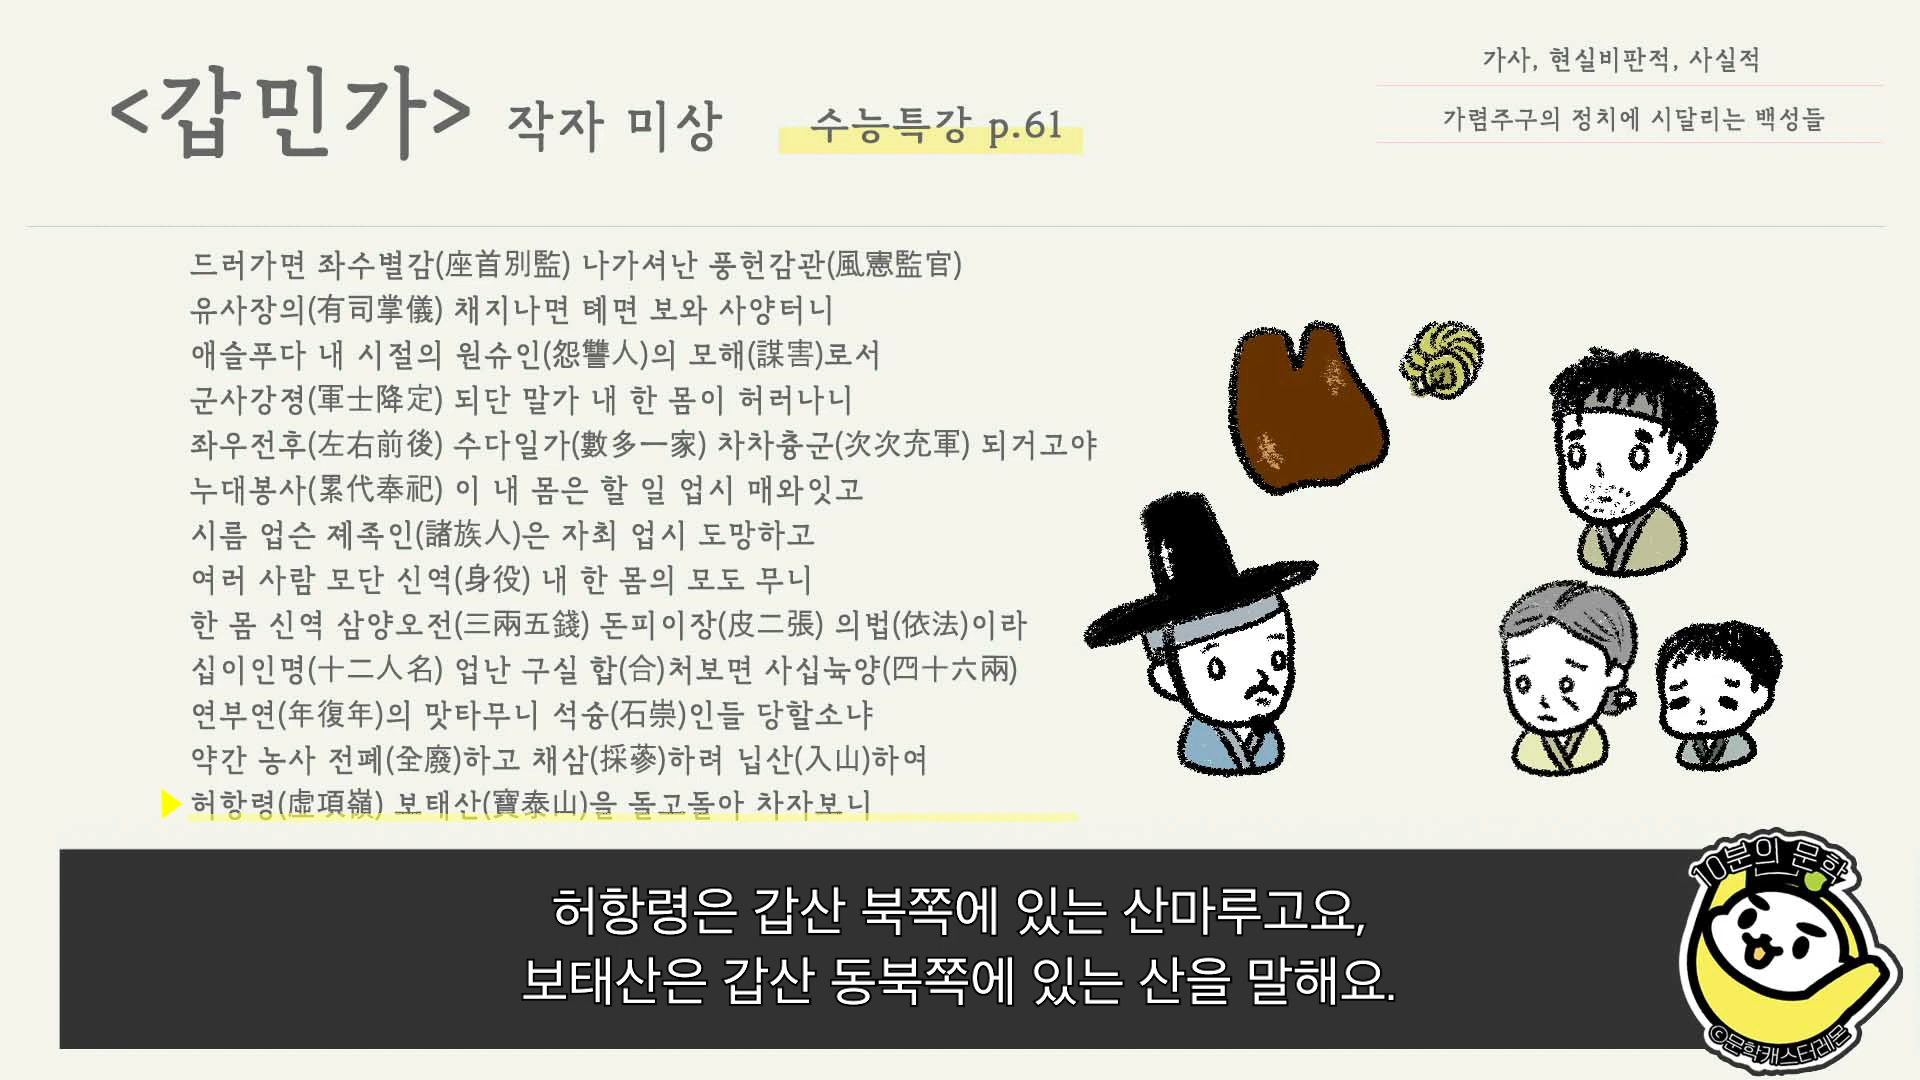 <갑민가> 작자 미상 수능특강 p.61
가사, 현실비판적, 사실적
가렴주구의 정치에 시달리는 백성들
드러가면 좌수별감(座首別監) 나가셔난 풍헌감관(風憲監官)
유사장의(有司掌儀) 채지나면 톄면 보와 사양터니
애슬푸다 내 시절의 원슈인(怨讐人)의 모해(謀害)로서
군사강졍(軍士降定) 되단 말가 내 한 몸이 허러나니
좌우전후(左右前後) 수다일가(數多一家) 차차츙군(次次充軍) 되거고야
누대봉사(累代奉祀) 이 내 몸은 할 일 업시 매와잇고
시름 업슨 졔족인(諸族人)은 자최 업시 도망하고
여러 사람 모단 신역(身役) 내 한 몸의 모도 무니
한 몸 신역 삼양오전(三兩五錢) 돈피이장(皮二張) 의법(依法)이라
십이인명(十二人名) 업난 구실 합(合)쳐보면 사십뉵양(四十六兩)
연부연(年復年)의 맛타무니 석슝(石崇)인들 당할소냐
약간 농사 전폐(全廢)하고 채삼(採蔘)하려 닙산(入山)하여
허항령(虛項嶺) 보태산(寶泰山)을 돌고돌아 차자보니
허항령은 갑산 북쪽에 있는 산마루고요,
보태산은 갑산 동북쪽에 있는 산을 말해요.
10분의 문학
©문학캐스터레몬